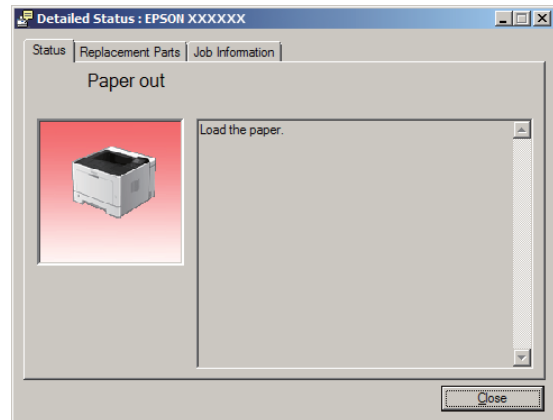 Detailed Status : EPSON XXXXXX
Status Replacement Parts Job Information
Paper out
Load the paper.
Close